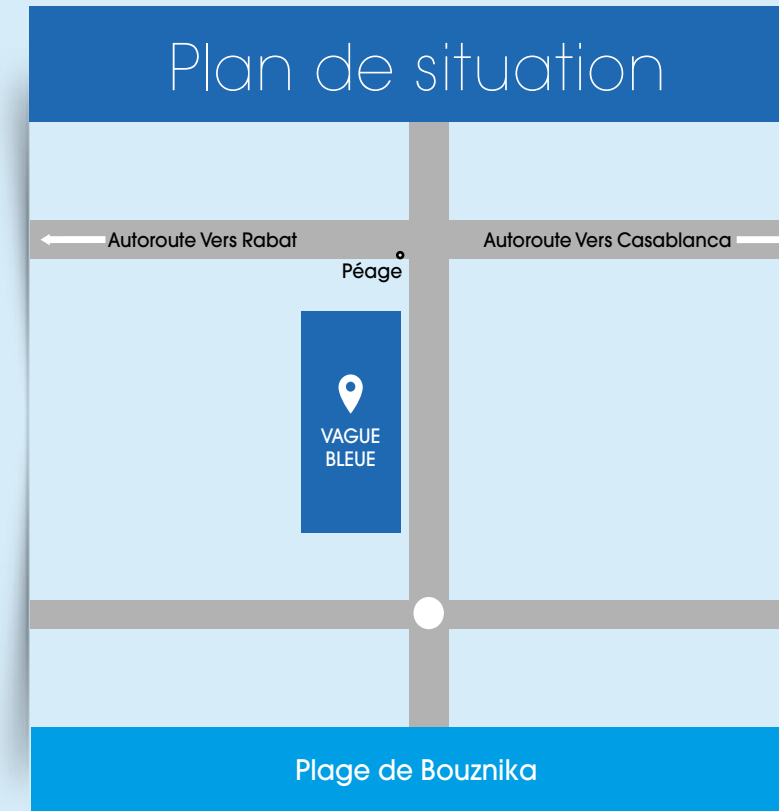 Plan de situation
Autoroute Vers Rabat
Autoroute Vers Casablanca
Péage
VAGUE
BLEUE
Plage de Bouznika